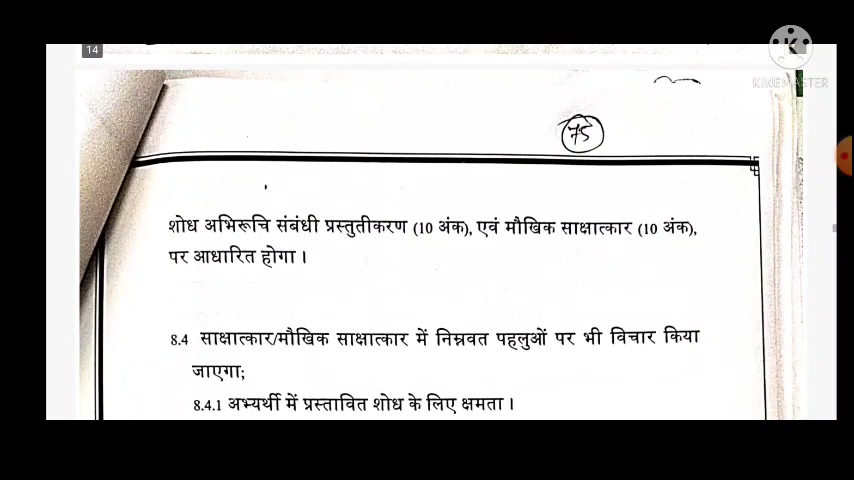 14
KINEMASTER
75
शोध अभिरूचि संबंधी प्रस्तुतीकरण (10 अंक), एवं मौखिक साक्षात्कार (10 अंक),
पर आधारित होगा ।
8.4 साक्षात्कार/मौखिक साक्षात्कार में निम्नवत पहलुओं पर भी विचार किया
जाएगा;
8.4.1 अभ्यर्थी में प्रस्तावित शोध के लिए क्षमता ।